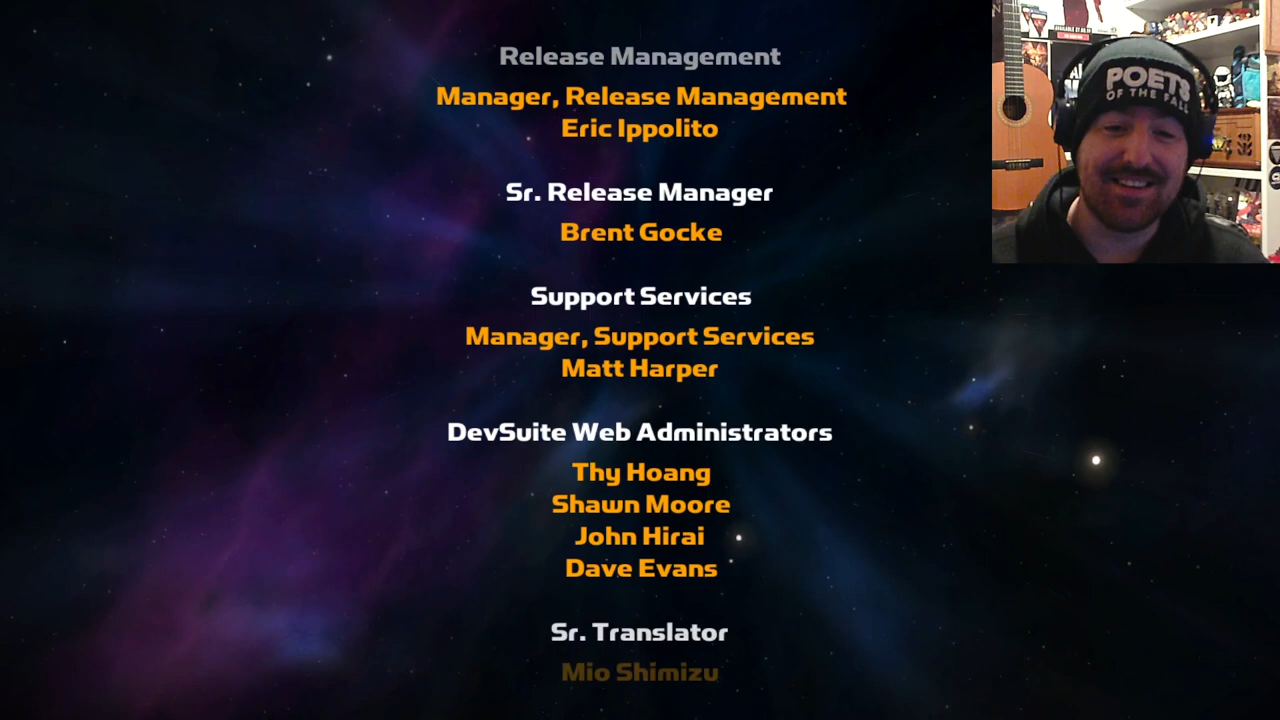 Release Management
Manager, Release Management
Eric Ippolito
Sr. Release Manager
Brent Gocke
Support Services
Manager, Support Services
Matt Harper
DevSuite Web Administrators
Thy Hoang
Shawn Moore
John Hirai
Dave Evans
Sr. Translator
Mio Shimizu
POETS
OF THE FALL